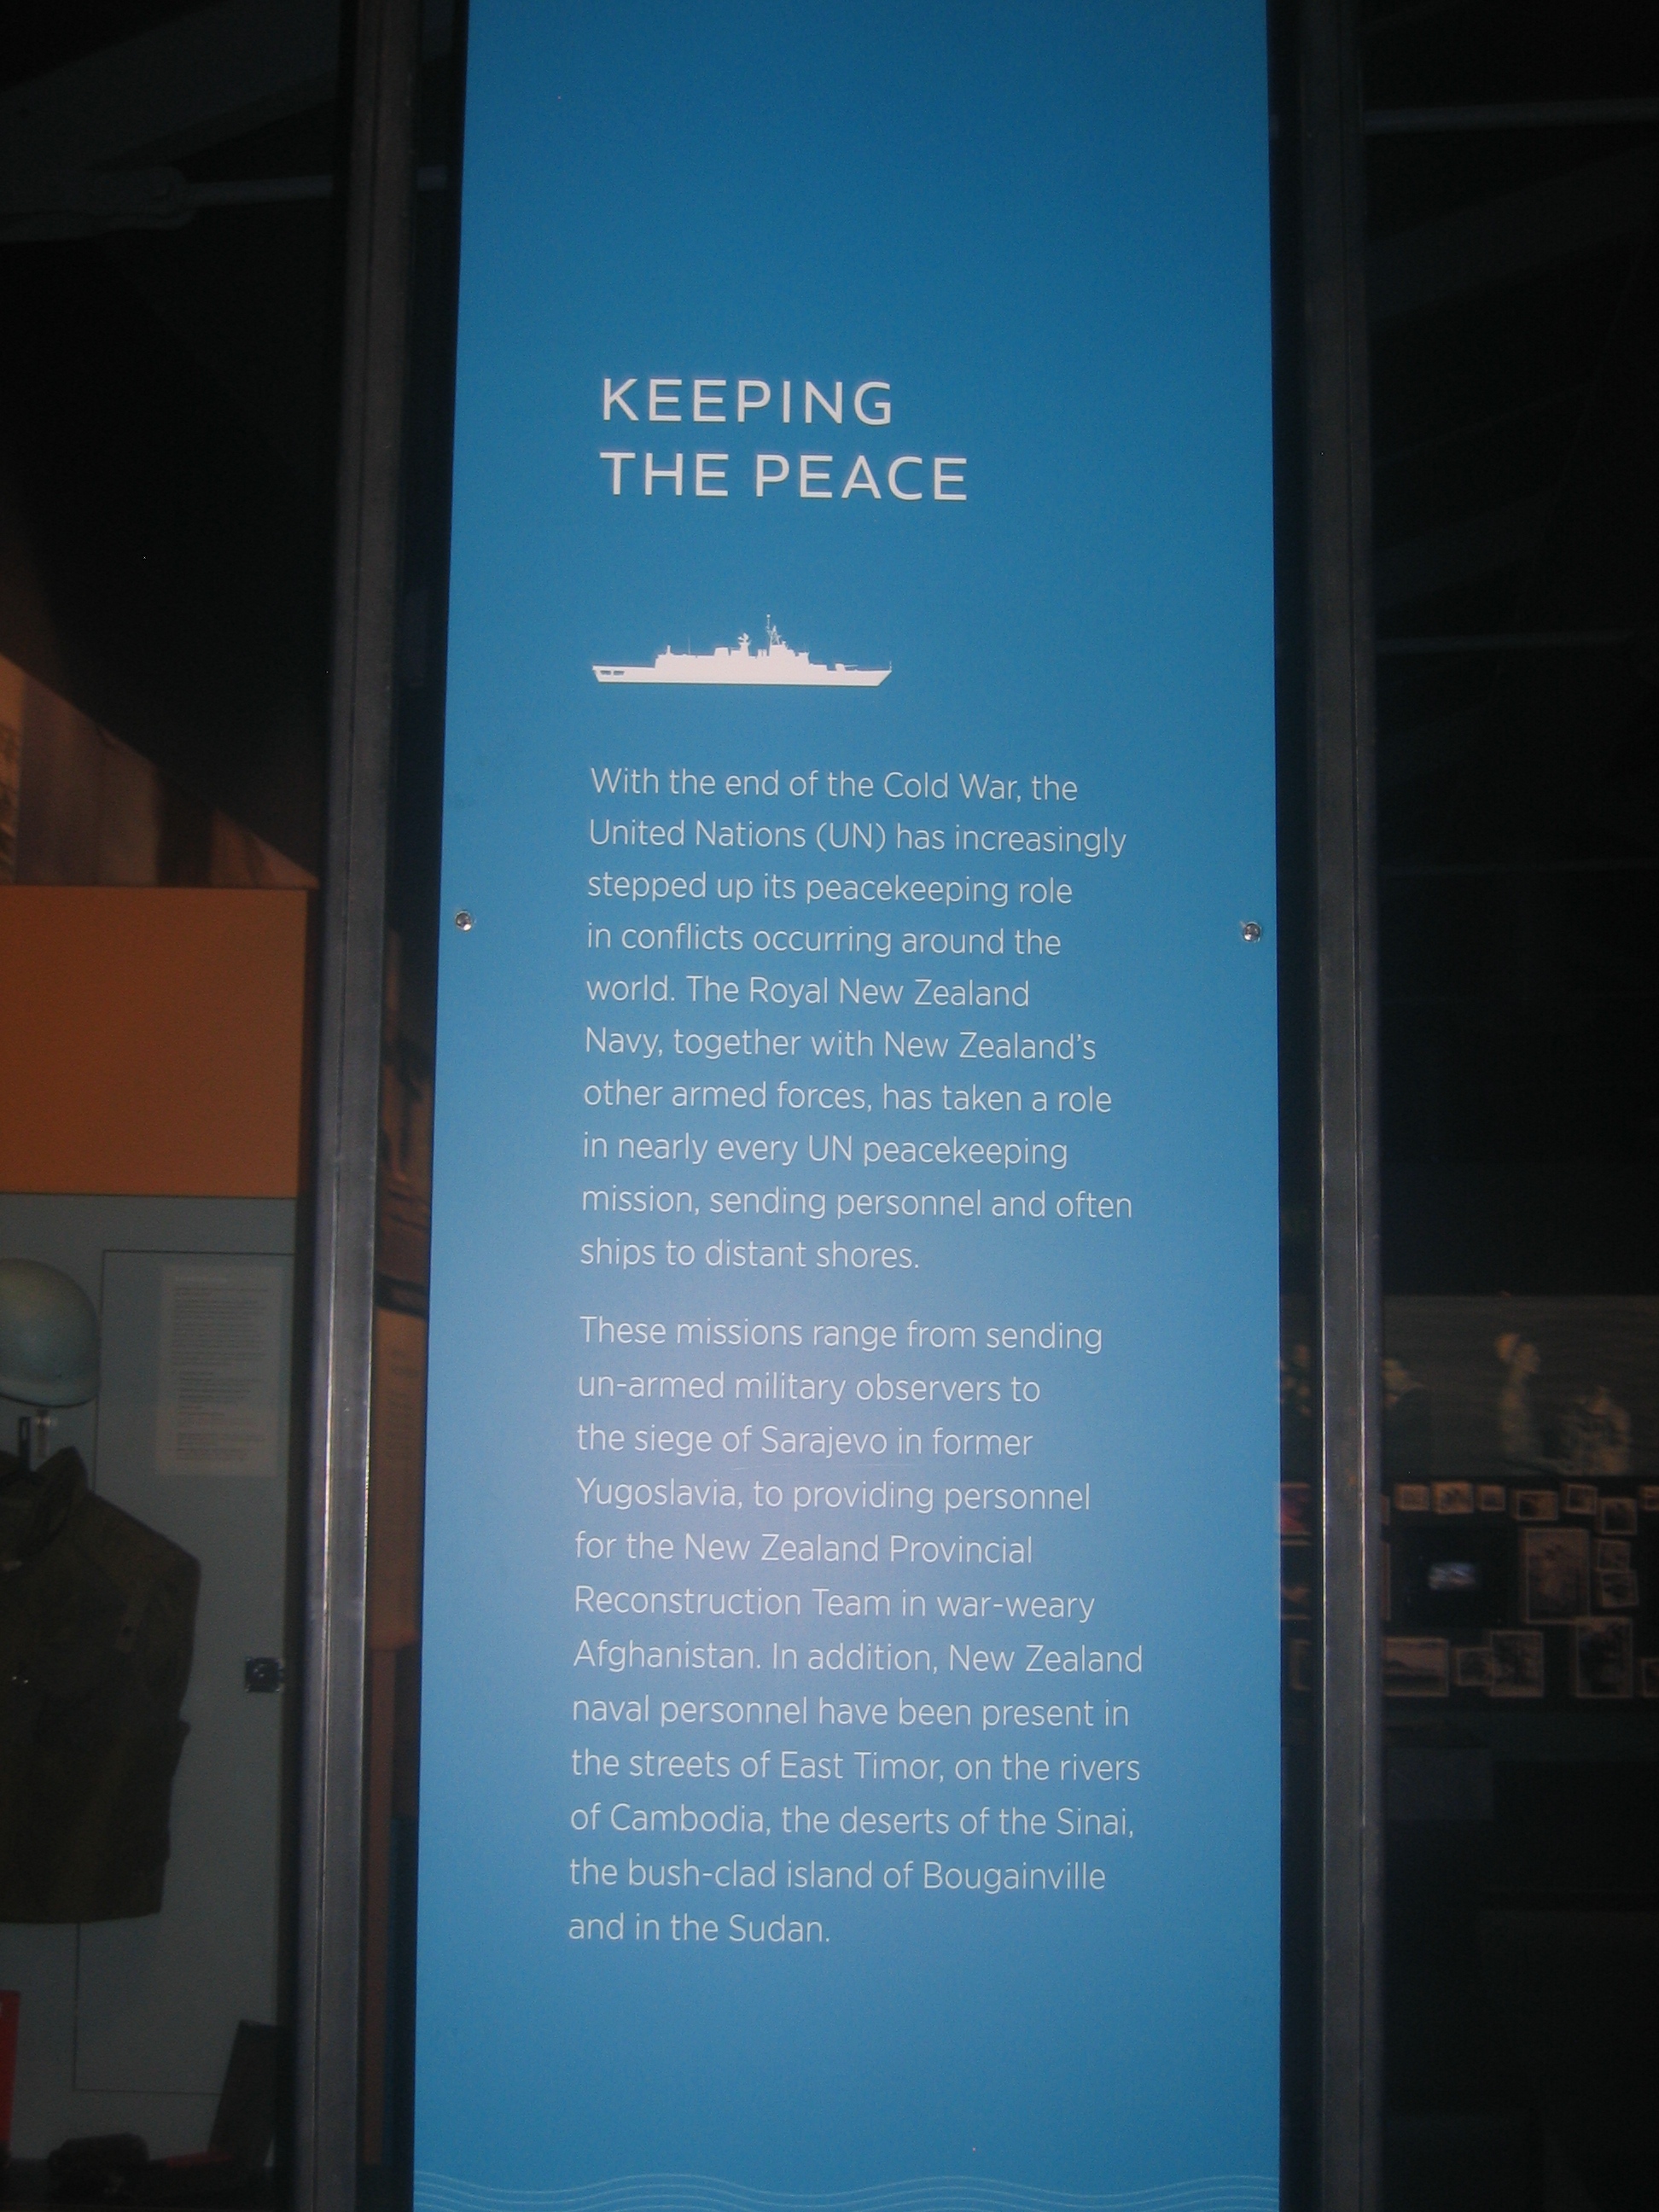 KEEPING
THE PEACE
With the end of the Cold War, the
United Nations (UN) has increasingly
stepped up its peacekeeping role
in conflicts occurring around the
world. The Royal New Zealand
Navy, together with New Zealand's
other armed forces, has taken a role
in nearly every UN peacekeeping
mission, sending personnel and often
ships to distant shores.
These missions range from sending
un-armed military observers to
the siege of Sarajevo in former
Yugoslavia, to providing personnel
for the New Zealand Provincial
Reconstruction Team in war-weary
Afghanistan. In addition, New Zealand
naval personnel have been present in
the streets of East Timor, on the rivers
of Cambodia, the deserts of the Sinai,
the bush-clad island of Bougainville
and in the Sudan.